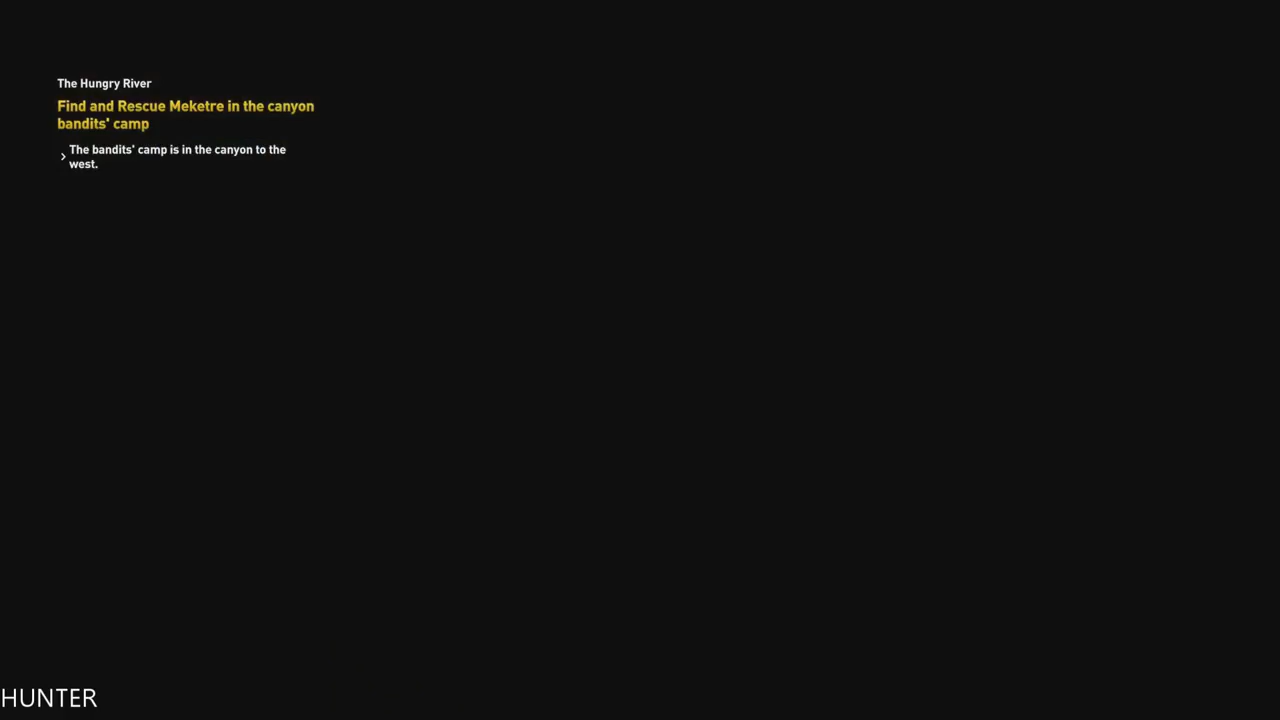 The Hungry River
Find and Rescue Meketre in the canyon
bandits' camp
The bandits' camp is in the canyon to the
west.
HUNTER